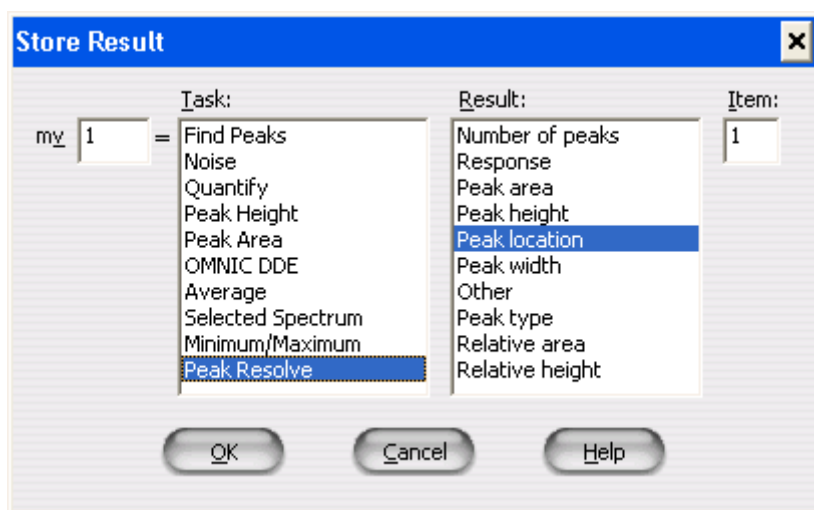 Store Result
Task: Result: Item:
my 1 = Find Peaks Number of peaks 1
Noise Response
Quantify Peak area
Peak Height Peak height
Peak Area Peak location
OMNIC DDE Peak width
Average Other
Selected Spectrum Peak type
Minimum/Maximum Relative area
Peak Resolve Relative height
OK Cancel Help